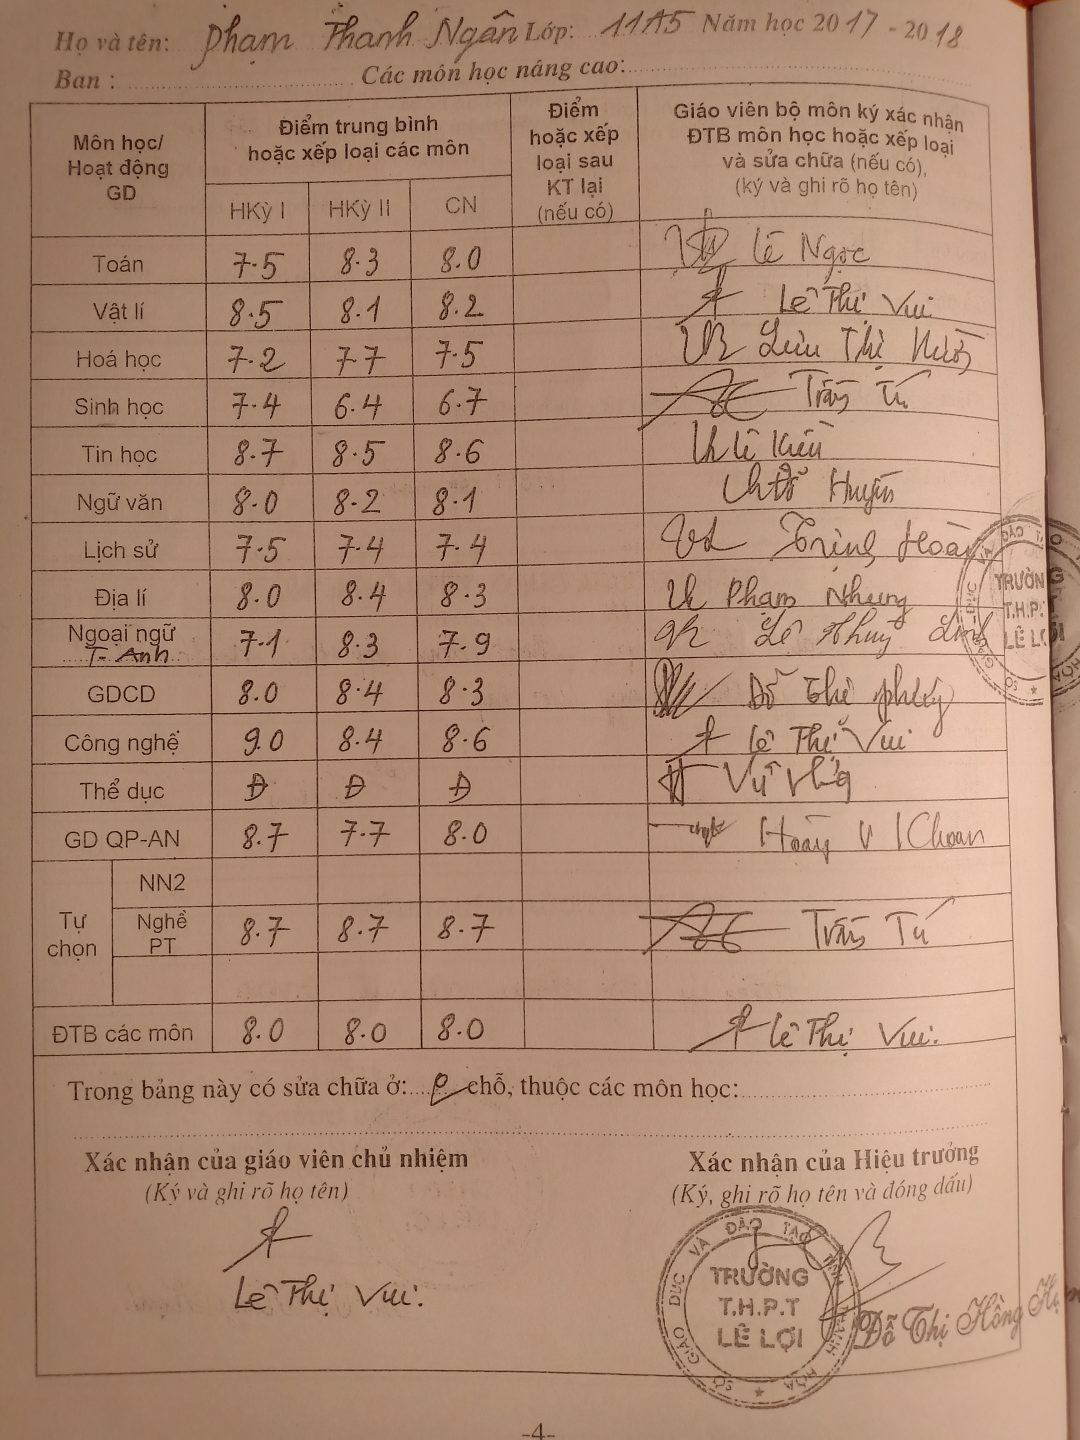 Họ và tên: Phạm Thanh Ngân Lớp: 11A5 Năm học 2017 - 2018
Ban : Các môn học nâng cao:
Môn học/ Hoạt động GD
Điểm trung bình hoặc xếp loại các môn
HKỳ I HKỳ II CN
Điểm hoặc xếp loại sau KT lại (nếu có)
Giáo viên bộ môn ký xác nhận ĐTB môn học hoặc xếp loại và sửa chữa (nếu có), (ký và ghi rõ họ tên)
Toán 7.5 8.3 8.0 Lê Ngọc
Vật lí 8.5 8.1 8.2 Lê Thị Vui
Hoá học 7.2 7.7 7.5 Lưu Thị
Sinh học 7.4 6.4 6.7 Trần Tú
Tin học 8.7 8.5 8.6 Lê Kiều
Ngữ văn 8.0 8.2 8.1 Đỗ Huyền
Lịch sử 7.5 7.4 7.4 Trịnh Hoàn
Địa lí 8.0 8.4 8.3 Phạm Nhung
Ngoại ngữ
T- Anh 7.1 8.3 7.9 Lê Thuỳ Linh
GDCD 8.0 8.4 8.3 Đỗ Thế
Công nghệ 9.0 8.4 8.6 Lê Thị Vui
Thể dục Đ Đ Đ Vũ
GD QP-AN 8.7 7.7 8.0 Hoàng V Khoan
Tự chọn
NN2
Nghề PT 8.7 8.7 8.7 Trần Tú
ĐTB các môn 8.0 8.0 8.0 Lê Thị Vui.
Trong bảng này có sửa chữa ở: 0 chỗ, thuộc các môn học:
Xác nhận của giáo viên chủ nhiệm
(Ký và ghi rõ họ tên)
Lê Thị Vui.
Xác nhận của Hiệu trưởng
(Ký, ghi rõ họ tên và đóng dấu)
SỞ GIÁO DỤC VÀ ĐÀO TẠO TỈNH THANH HÓA
TRƯỜNG
T.H.P.T
LÊ LỢI
Đỗ Thị Hồng
GIÁO DỤC VÀ ĐÀO TẠO
TRƯỜNG
T.H.P.T
LÊ LỢI
-4-